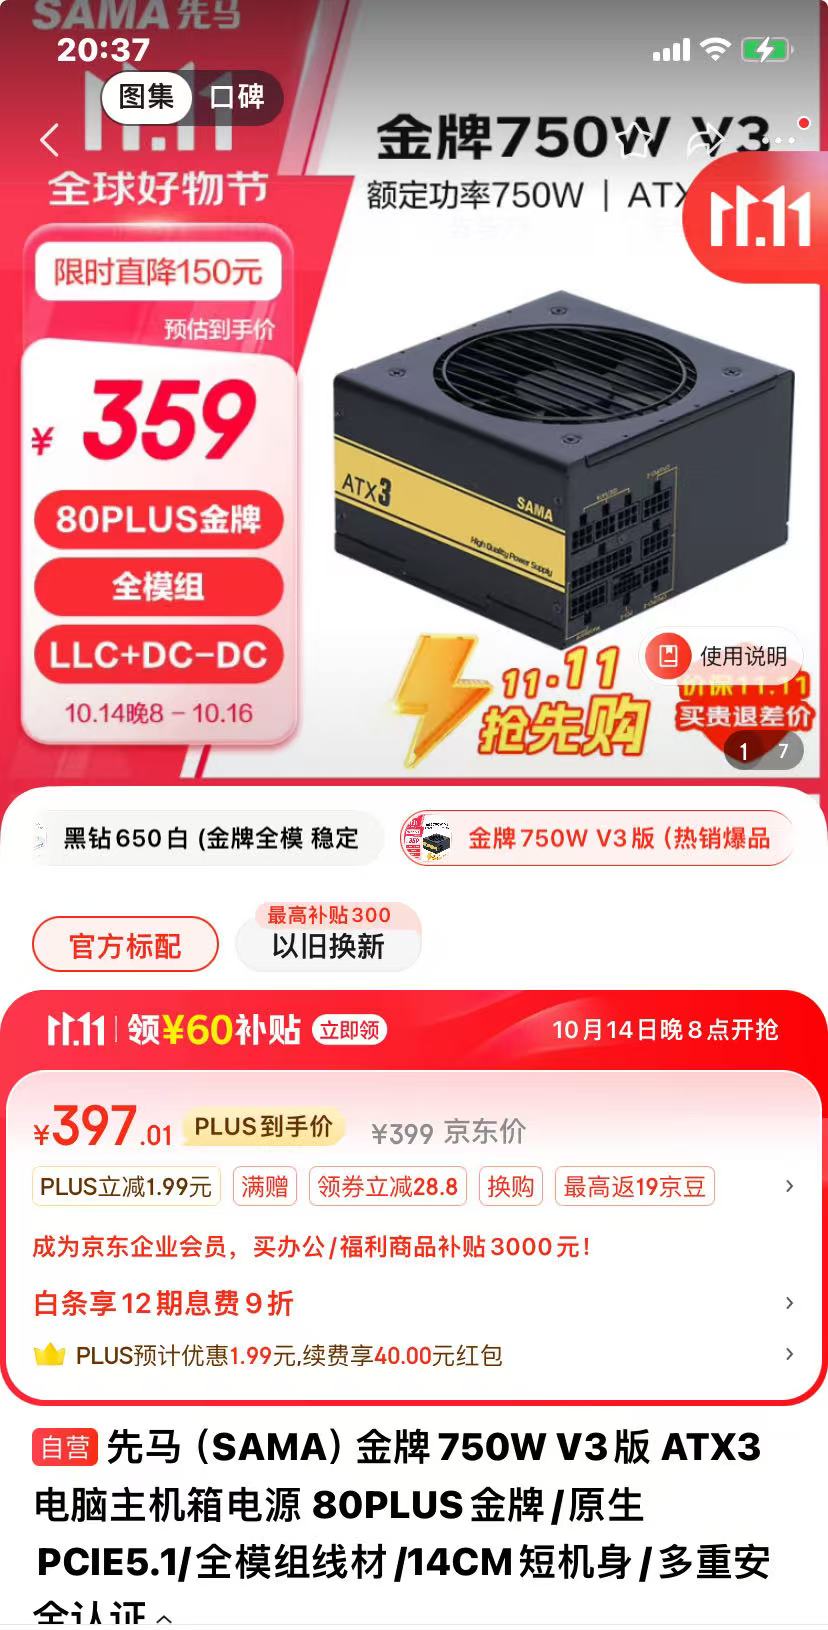 SAMA 先马
20:37
图集 口碑
11.11
全球好物节
金牌750W V3
额定功率750W | ATX
11.11
限时直降150元
预估到手价
¥ 359
80PLUS金牌
全模组
LLC+DC-DC
10.14晚8 - 10.16
ATX3
SAMA
High Quality Power Supply
11.11
抢先购
使用说明
价保11.11
买贵退差价
1 7
黑钻650白 (金牌全模 稳定
金牌750W V3版 (热销爆品
官方标配
最高补贴300
以旧换新
11.11 领¥60补贴 立即领 10月14日晚8点开抢
¥397.01 PLUS到手价 ¥399 京东价
PLUS立减1.99元 满赠 领券立减28.8 换购 最高返19京豆
成为京东企业会员，买办公/福利商品补贴3000元！
白条享12期息费9折
PLUS预计优惠1.99元,续费享40.00元红包
自营 先马（SAMA）金牌750W V3版 ATX3
电脑主机箱电源 80PLUS金牌/原生
PCIE5.1/全模组线材/14CM短机身/多重安
全认证